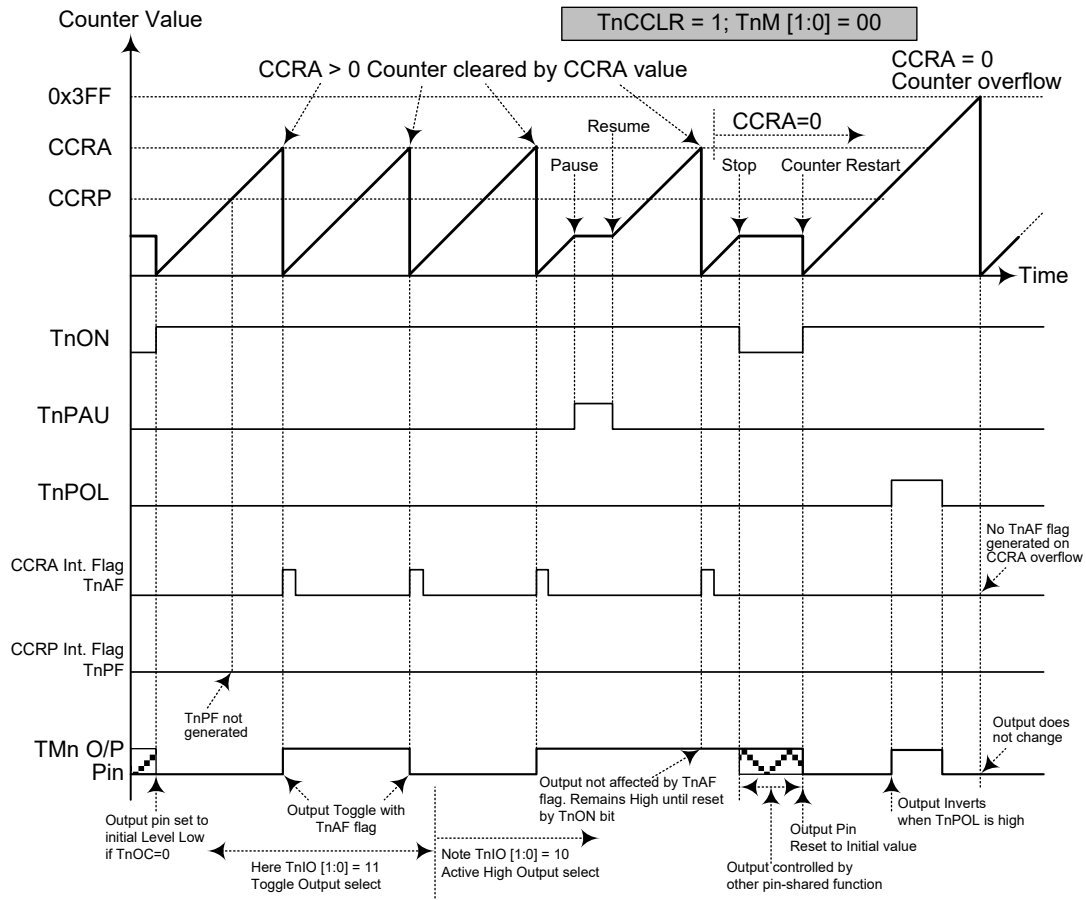 Counter Value
TnCCLR = 1; TnM [1:0] = 00
CCRA > 0 Counter cleared by CCRA value
CCRA = 0
Counter overflow
0x3FF
Resume
CCRA=0
CCRA
Pause
Stop
Counter Restart
CCRP
Time
TnON
TnPAU
TnPOL
No TnAF flag
generated on
CCRA overflow
CCRA Int. Flag
TnAF
CCRP Int. Flag
TnPF
TnPF not
generated
TMn O/P
Pin
Output does
not change
Output pin set to
initial Level Low
if TnOC=0
Output Toggle with
TnAF flag
Output not affected by TnAF
flag. Remains High until reset
by TnON bit
Output Pin
Reset to Initial value
Output Inverts
when TnPOL is high
Here TnIO [1:0] = 11
Toggle Output select
Note TnIO [1:0] = 10
Active High Output select
Output controlled by
other pin-shared function